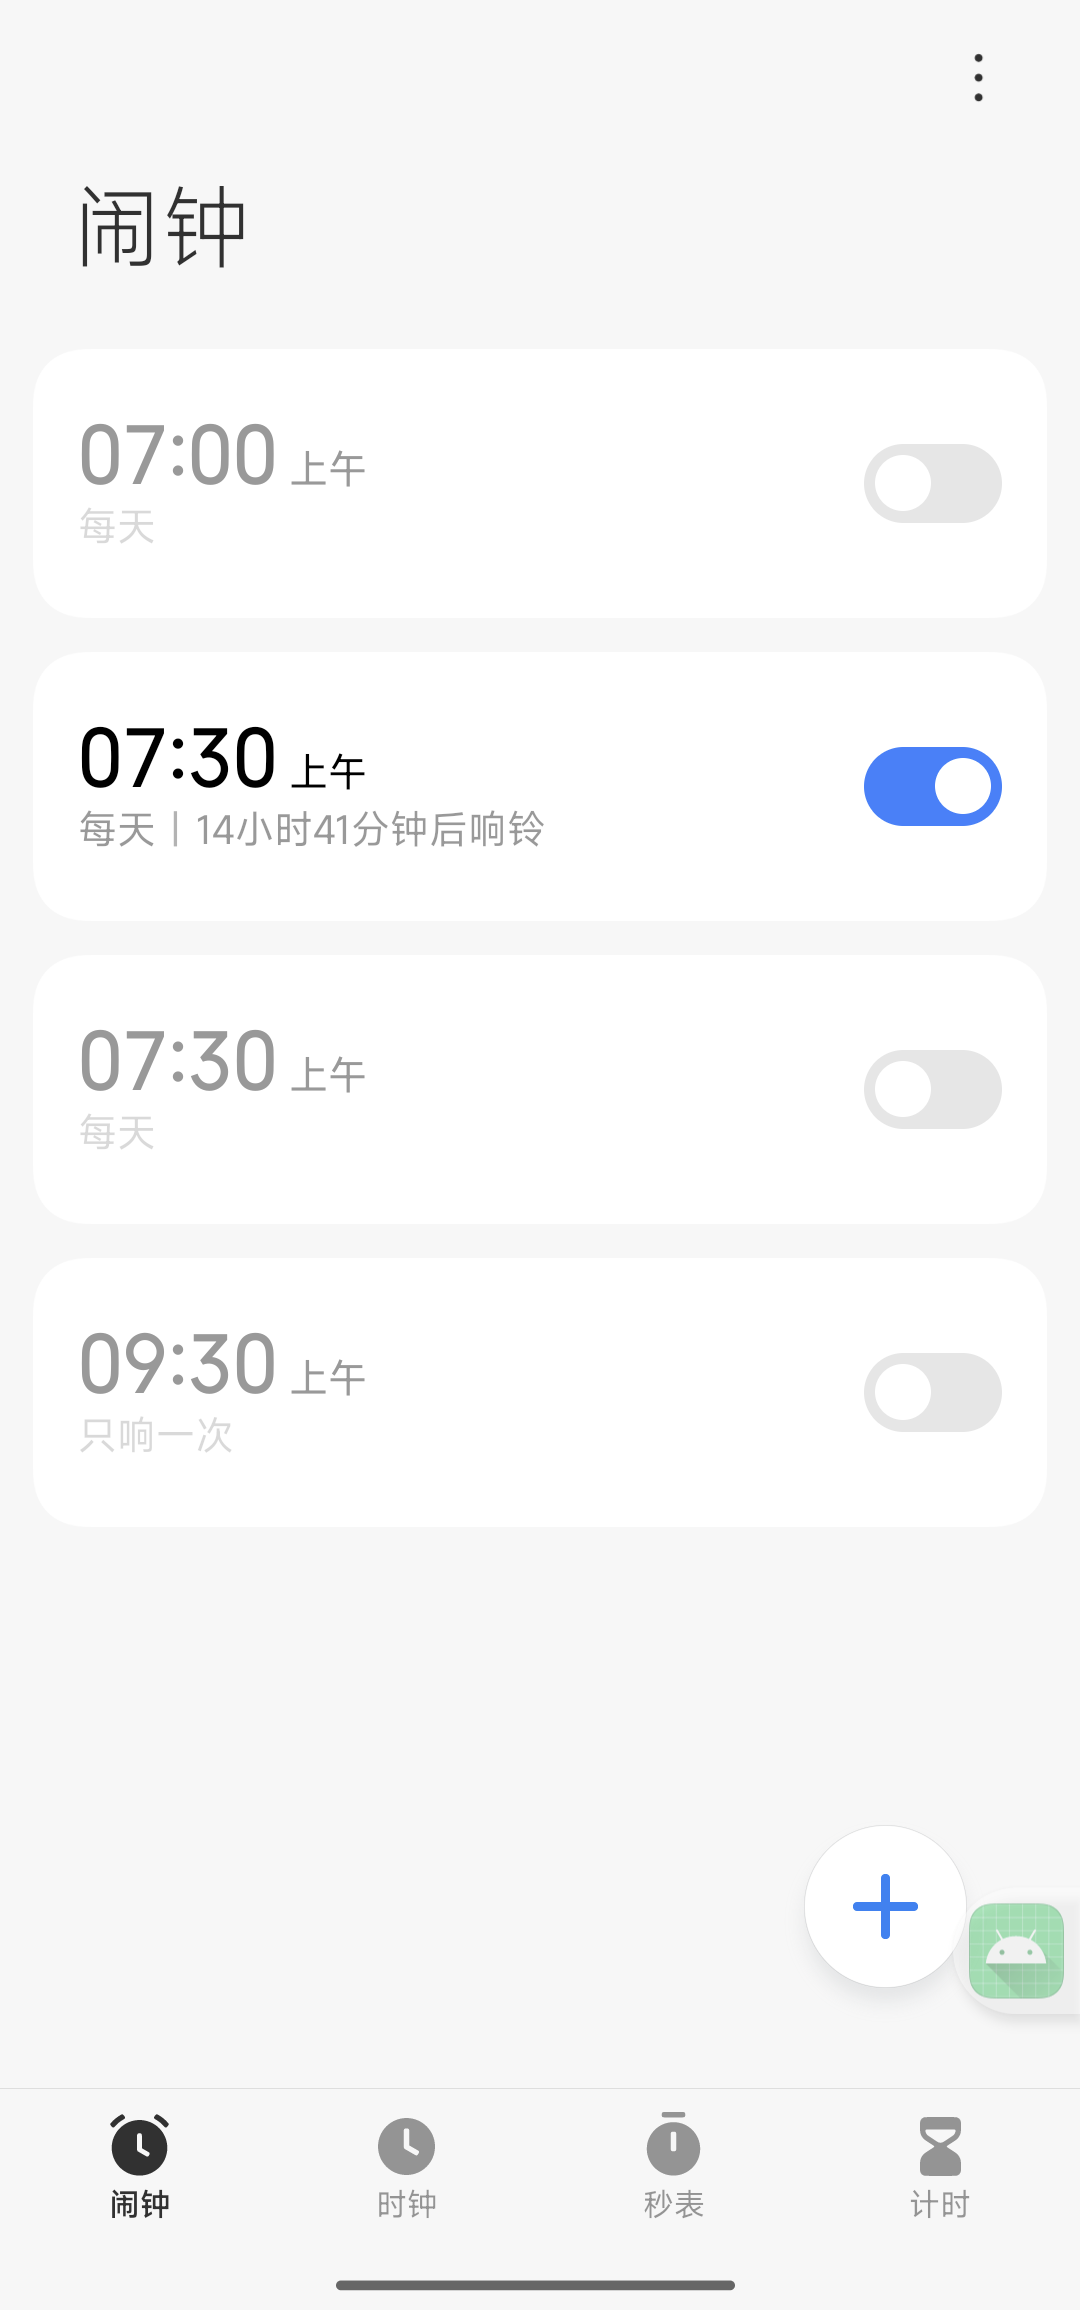 闹钟
07:00 上午
每天
07:30 上午
每天 | 14小时41分钟后响铃
07:30 上午
每天
09:30 上午
只响一次
闹钟 时钟 秒表 计时